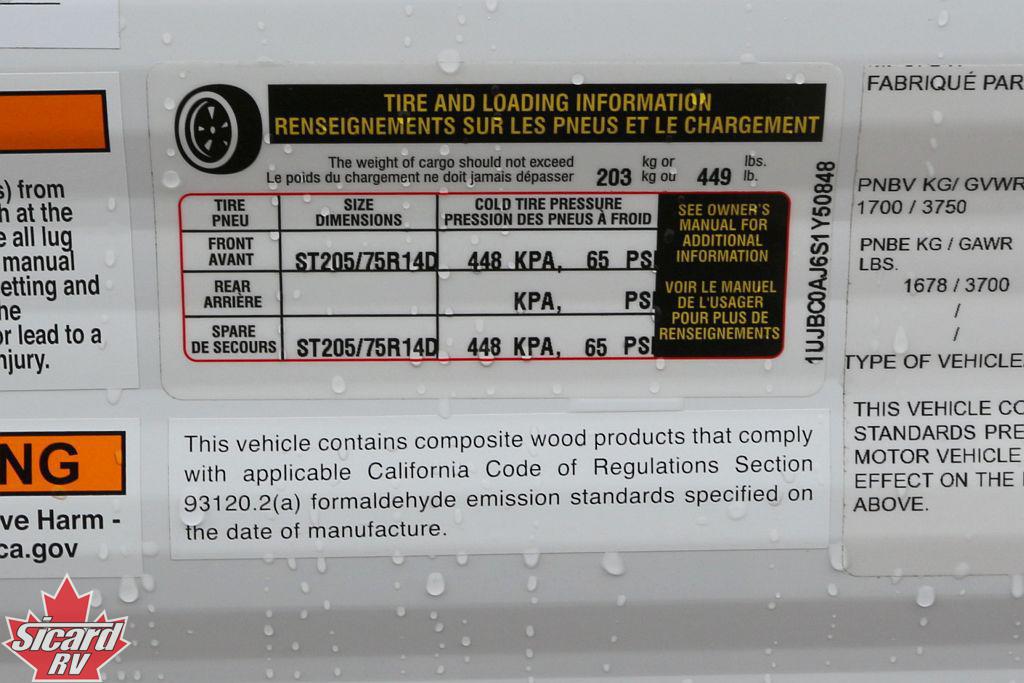 s) from
h at the
e all lug
manual
etting and
he
or lead to a
njury.
NG
ve Harm -
ca.gov
TIRE AND LOADING INFORMATION
RENSEIGNEMENTS SUR LES PNEUS ET LE CHARGEMENT
The weight of cargo should not exceed
Le poids du chargement ne doit jamais dépasser
203 kg or kg ou 449 lbs. lb.
TIRE PNEU SIZE DIMENSIONS COLD TIRE PRESSURE PRESSION DES PNEUS À FROID
FRONT AVANT ST205/75R14D 448 KPA, 65 PSI
REAR ARRIÈRE KPA, PSI
SPARE DE SECOURS ST205/75R14D 448 KPA, 65 PSI
SEE OWNER'S
MANUAL FOR
ADDITIONAL
INFORMATION
VOIR LE MANUEL
DE L'USAGER
POUR PLUS DE
RENSEIGNEMENTS
1UJBC0AJ6S1Y50848
This vehicle contains composite wood products that comply
with applicable California Code of Regulations Section
93120.2(a) formaldehyde emission standards specified on
the date of manufacture.
FABRIQUÉ PAR
PNBV KG/ GVWR
1700 / 3750
PNBE KG / GAWR
LBS.
1678 / 3700
/
/
TYPE OF VEHICLE
THIS VEHICLE CO
STANDARDS PRE
MOTOR VEHICLE
EFFECT ON THE
ABOVE.
Sicard
RV